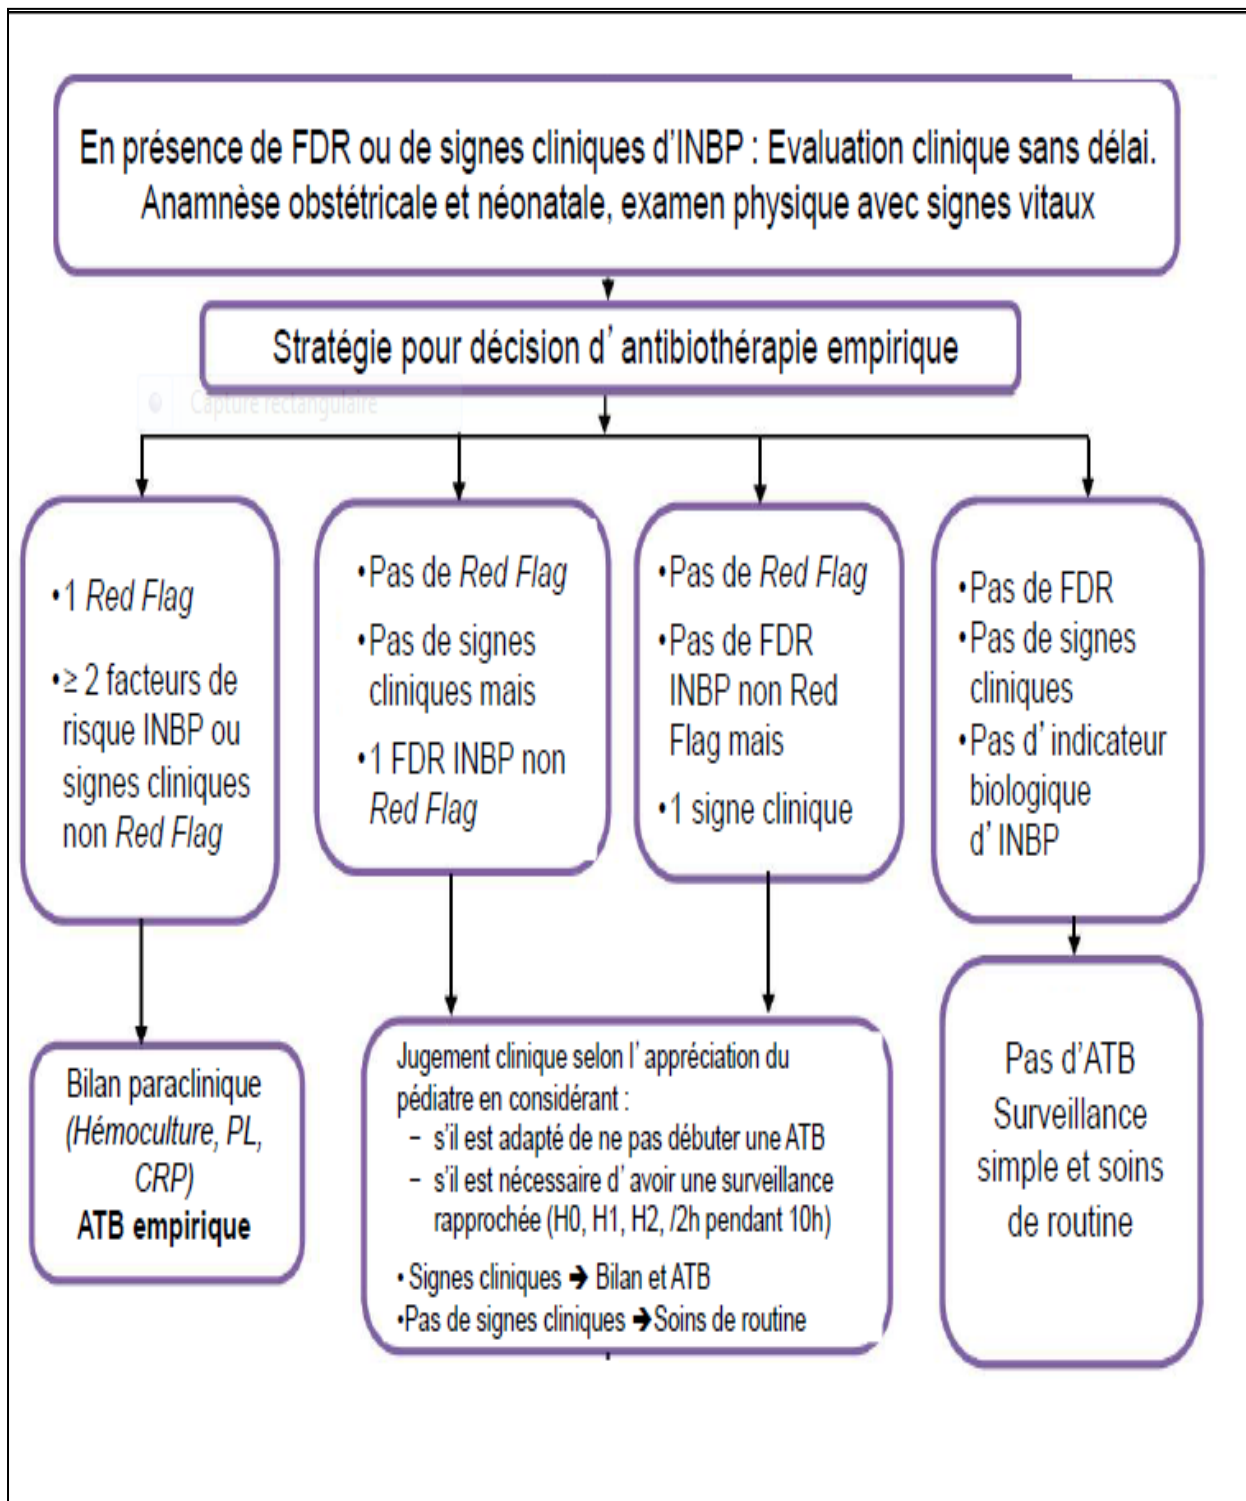 En présence de FDR ou de signes cliniques d’INBP : Evaluation clinique sans délai.
Anamnèse obstétricale et néonatale, examen physique avec signes vitaux
Stratégie pour décision d’ antibiothérapie empirique
Capture rectangulaire
•1 Red Flag
•≥ 2 facteurs de
risque INBP ou
signes cliniques
non Red Flag
•Pas de Red Flag
•Pas de signes
cliniques mais
•1 FDR INBP non
Red Flag
•Pas de Red Flag
•Pas de FDR
INBP non Red
Flag mais
•1 signe clinique
•Pas de FDR
•Pas de signes
cliniques
•Pas d’ indicateur
biologique
d’ INBP
Bilan paraclinique
(Hémoculture, PL,
CRP)
ATB empirique
Jugement clinique selon l’ appréciation du
pédiatre en considérant :
– s’il est adapté de ne pas débuter une ATB
– s’il est nécessaire d’ avoir une surveillance
rapprochée (H0, H1, H2, /2h pendant 10h)
• Signes cliniques ➔ Bilan et ATB
•Pas de signes cliniques ➔Soins de routine
Pas d’ATB
Surveillance
simple et soins
de routine